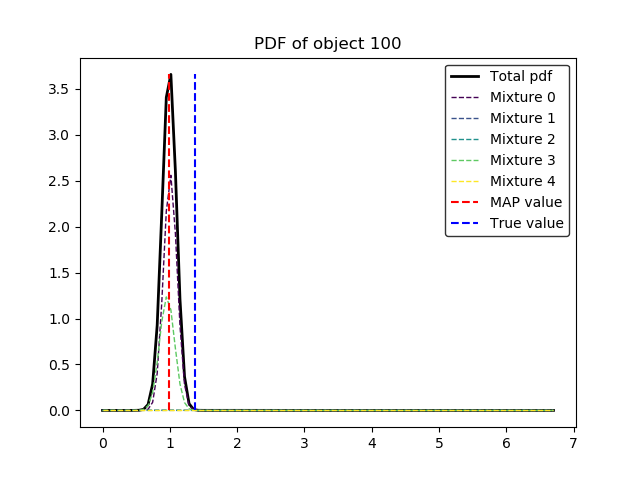 PDF of object 100
Total pdf
Mixture 0
Mixture 1
Mixture 2
Mixture 3
Mixture 4
MAP value
True value
3.5
3.0
2.5
2.0
1.5
1.0
0.5
0.0
0 1 2 3 4 5 6 7